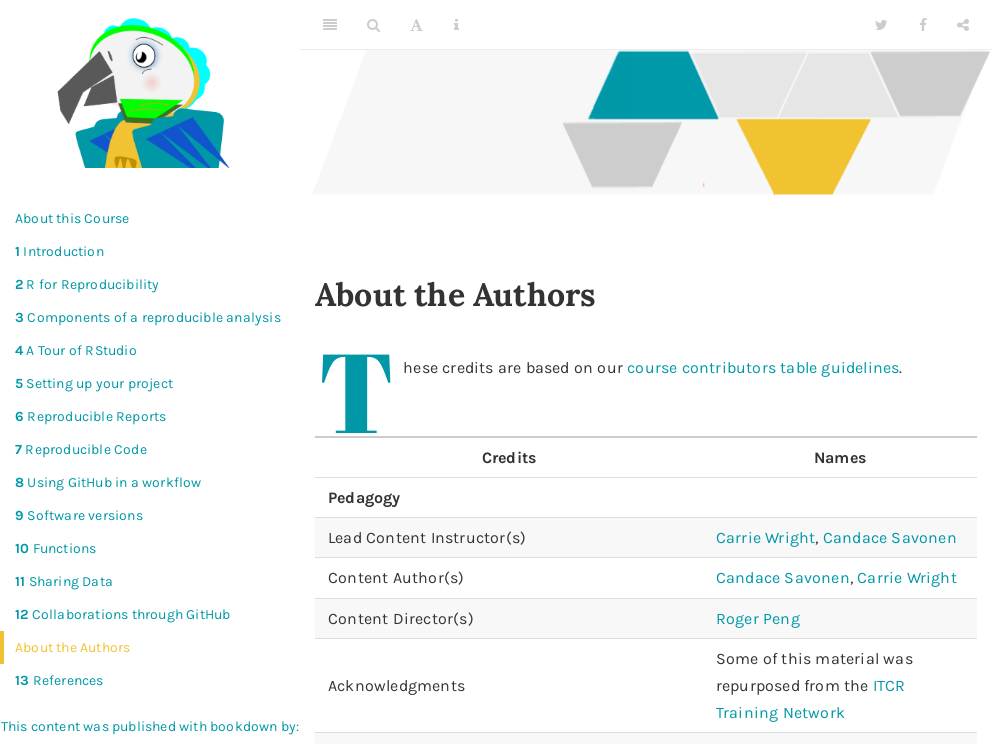 About this Course
1 Introduction
2 R for Reproducibility
3 Components of a reproducible analysis
4 A Tour of RStudio
5 Setting up your project
6 Reproducible Reports
7 Reproducible Code
8 Using GitHub in a workflow
9 Software versions
10 Functions
11 Sharing Data
12 Collaborations through GitHub
About the Authors
13 References
This content was published with bookdown by:
About the Authors
These credits are based on our course contributors table guidelines.
Credits Names
Pedagogy
Lead Content Instructor(s) Carrie Wright, Candace Savonen
Content Author(s) Candace Savonen, Carrie Wright
Content Director(s) Roger Peng
Acknowledgments Some of this material was
repurposed from the ITCR
Training Network